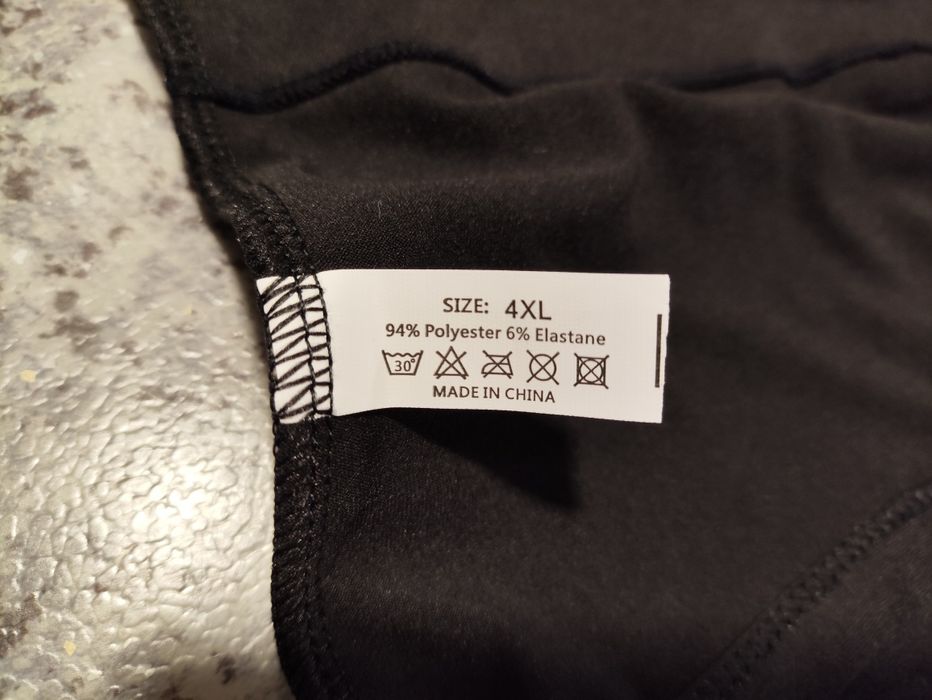 SIZE: 4XL
94% Polyester 6% Elastane
30°
MADE IN CHINA